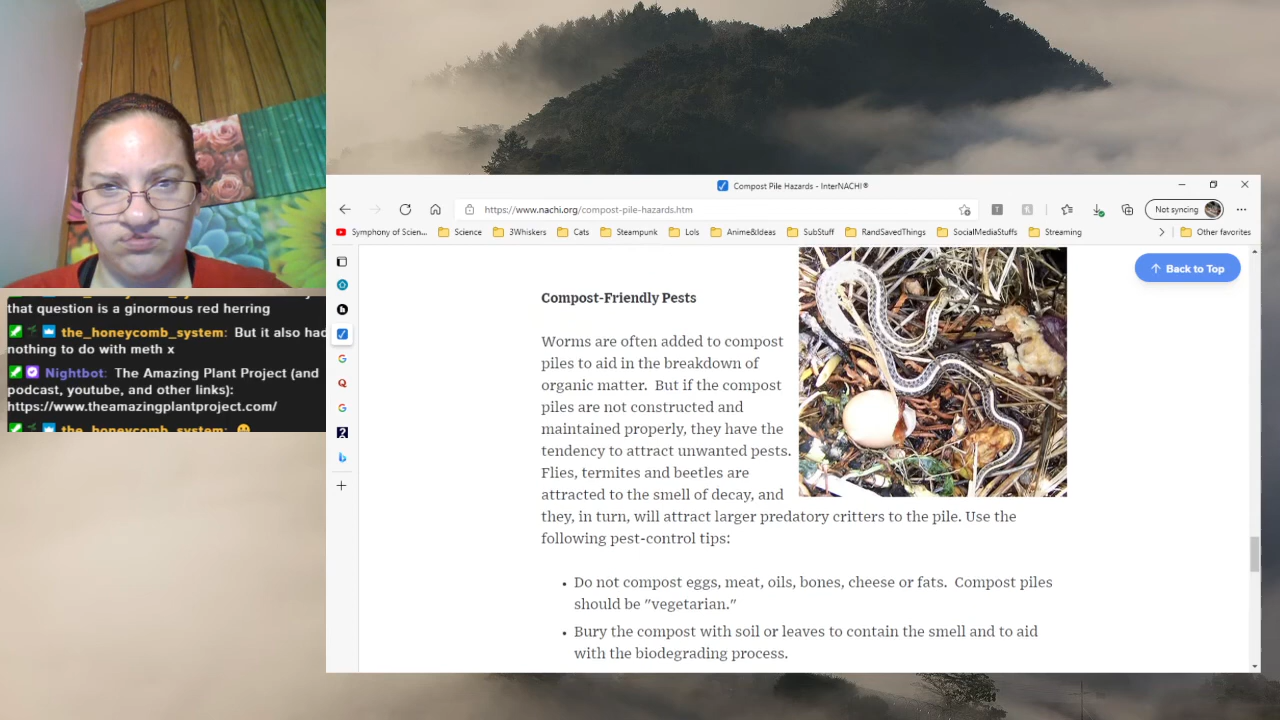 that question is a ginormous red herring
the_honeycomb_system: But it also had
nothing to do with meth x
Nightbot: The Amazing Plant Project (and
podcast, youtube, and other links):
https://www.theamazingplantproject.com/
the_honeycomb_system:
Compost Pile Hazards - InterNACHI®
https://www.nachi.org/compost-pile-hazards.htm
Not syncing
Symphony of Scien...
Science
3Whiskers
Cats
Steampunk
Lols
Anime&Ideas
SubStuff
RandSavedThings
SocialMediaStuffs
Streaming
Other favorites
Back to Top
Compost-Friendly Pests
Worms are often added to compost
piles to aid in the breakdown of
organic matter.  But if the compost
piles are not constructed and
maintained properly, they have the
tendency to attract unwanted pests.
Flies, termites and beetles are
attracted to the smell of decay, and
they, in turn, will attract larger predatory critters to the pile. Use the
following pest-control tips:
• Do not compost eggs, meat, oils, bones, cheese or fats.  Compost piles
should be "vegetarian."
• Bury the compost with soil or leaves to contain the smell and to aid
with the biodegrading process.